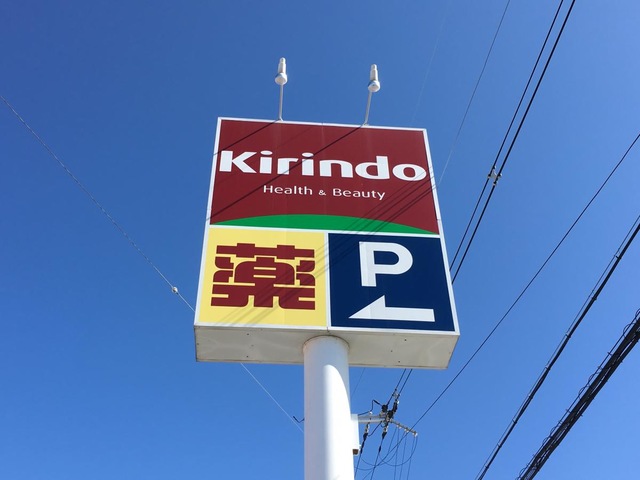 Kirindo
Health & Beauty
薬
P